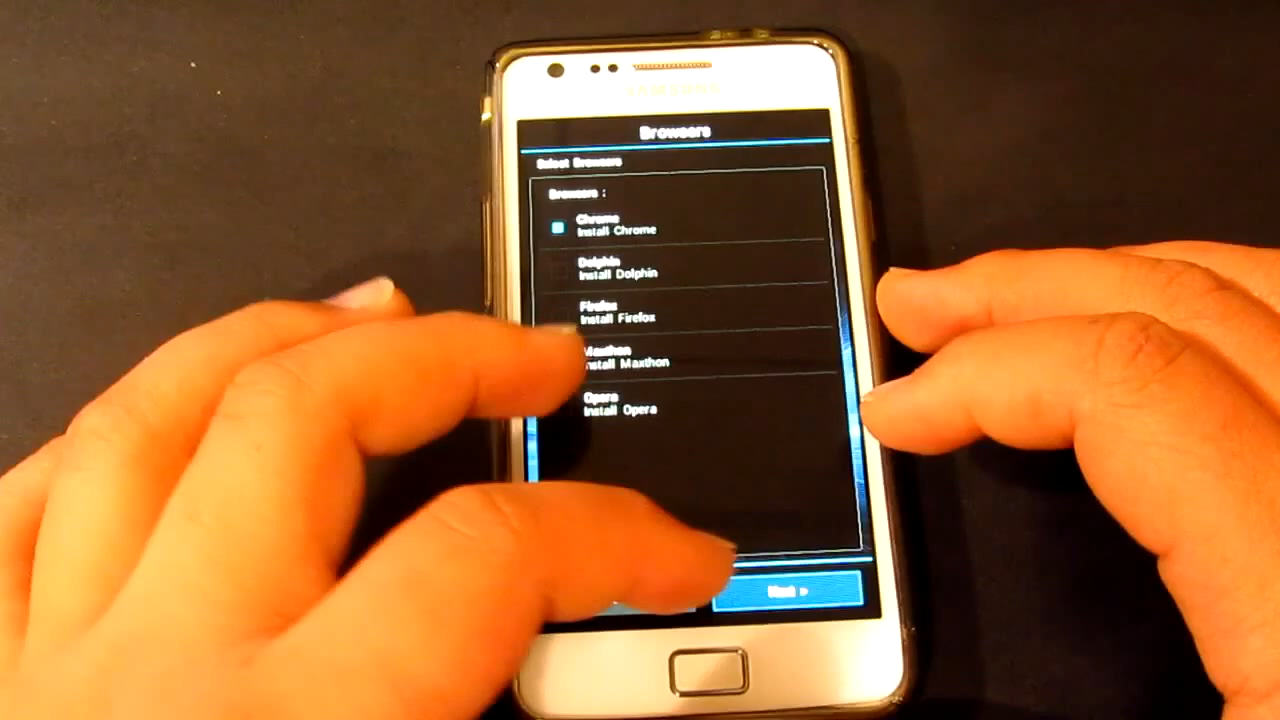 SAMSUNG
Browsers
Select Browsers
Browsers :
Chrome
Install Chrome
Dolphin
Install Dolphin
Firefox
Install Firefox
Maxthon
Install Maxthon
Opera
Install Opera
Next >